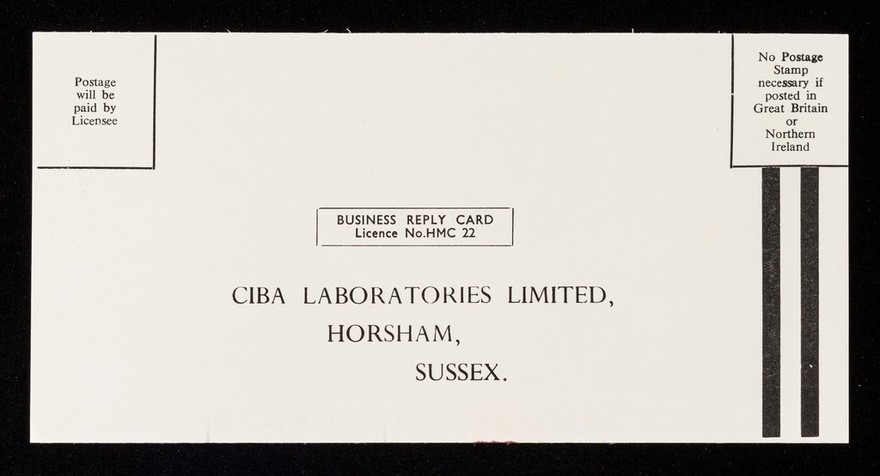 Postage
will be
paid by
Licensee
No Postage
Stamp
necessary if
posted in
Great Britain
or
Northern
Ireland
BUSINESS REPLY CARD
Licence No.HMC 22
CIBA LABORATORIES LIMITED,
HORSHAM,
SUSSEX.